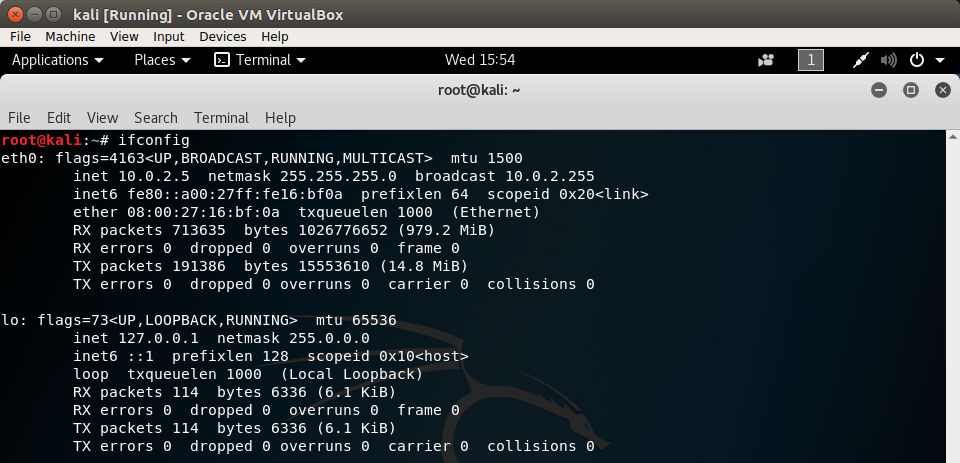 kali [Running] - Oracle VM VirtualBox
File Machine View Input Devices Help
Applications Places Terminal Wed 15:54 1
root@kali: ~
File Edit View Search Terminal Help
root@kali:~# ifconfig
eth0: flags=4163<UP,BROADCAST,RUNNING,MULTICAST>  mtu 1500
        inet 10.0.2.5  netmask 255.255.255.0  broadcast 10.0.2.255
        inet6 fe80::a00:27ff:fe16:bf0a  prefixlen 64  scopeid 0x20<link>
        ether 08:00:27:16:bf:0a  txqueuelen 1000  (Ethernet)
        RX packets 713635  bytes 1026776652 (979.2 MiB)
        RX errors 0  dropped 0  overruns 0  frame 0
        TX packets 191386  bytes 15553610 (14.8 MiB)
        TX errors 0  dropped 0 overruns 0  carrier 0  collisions 0
lo: flags=73<UP,LOOPBACK,RUNNING>  mtu 65536
        inet 127.0.0.1  netmask 255.0.0.0
        inet6 ::1  prefixlen 128  scopeid 0x10<host>
        loop  txqueuelen 1000  (Local Loopback)
        RX packets 114  bytes 6336 (6.1 KiB)
        RX errors 0  dropped 0  overruns 0  frame 0
        TX packets 114  bytes 6336 (6.1 KiB)
        TX errors 0  dropped 0 overruns 0  carrier 0  collisions 0